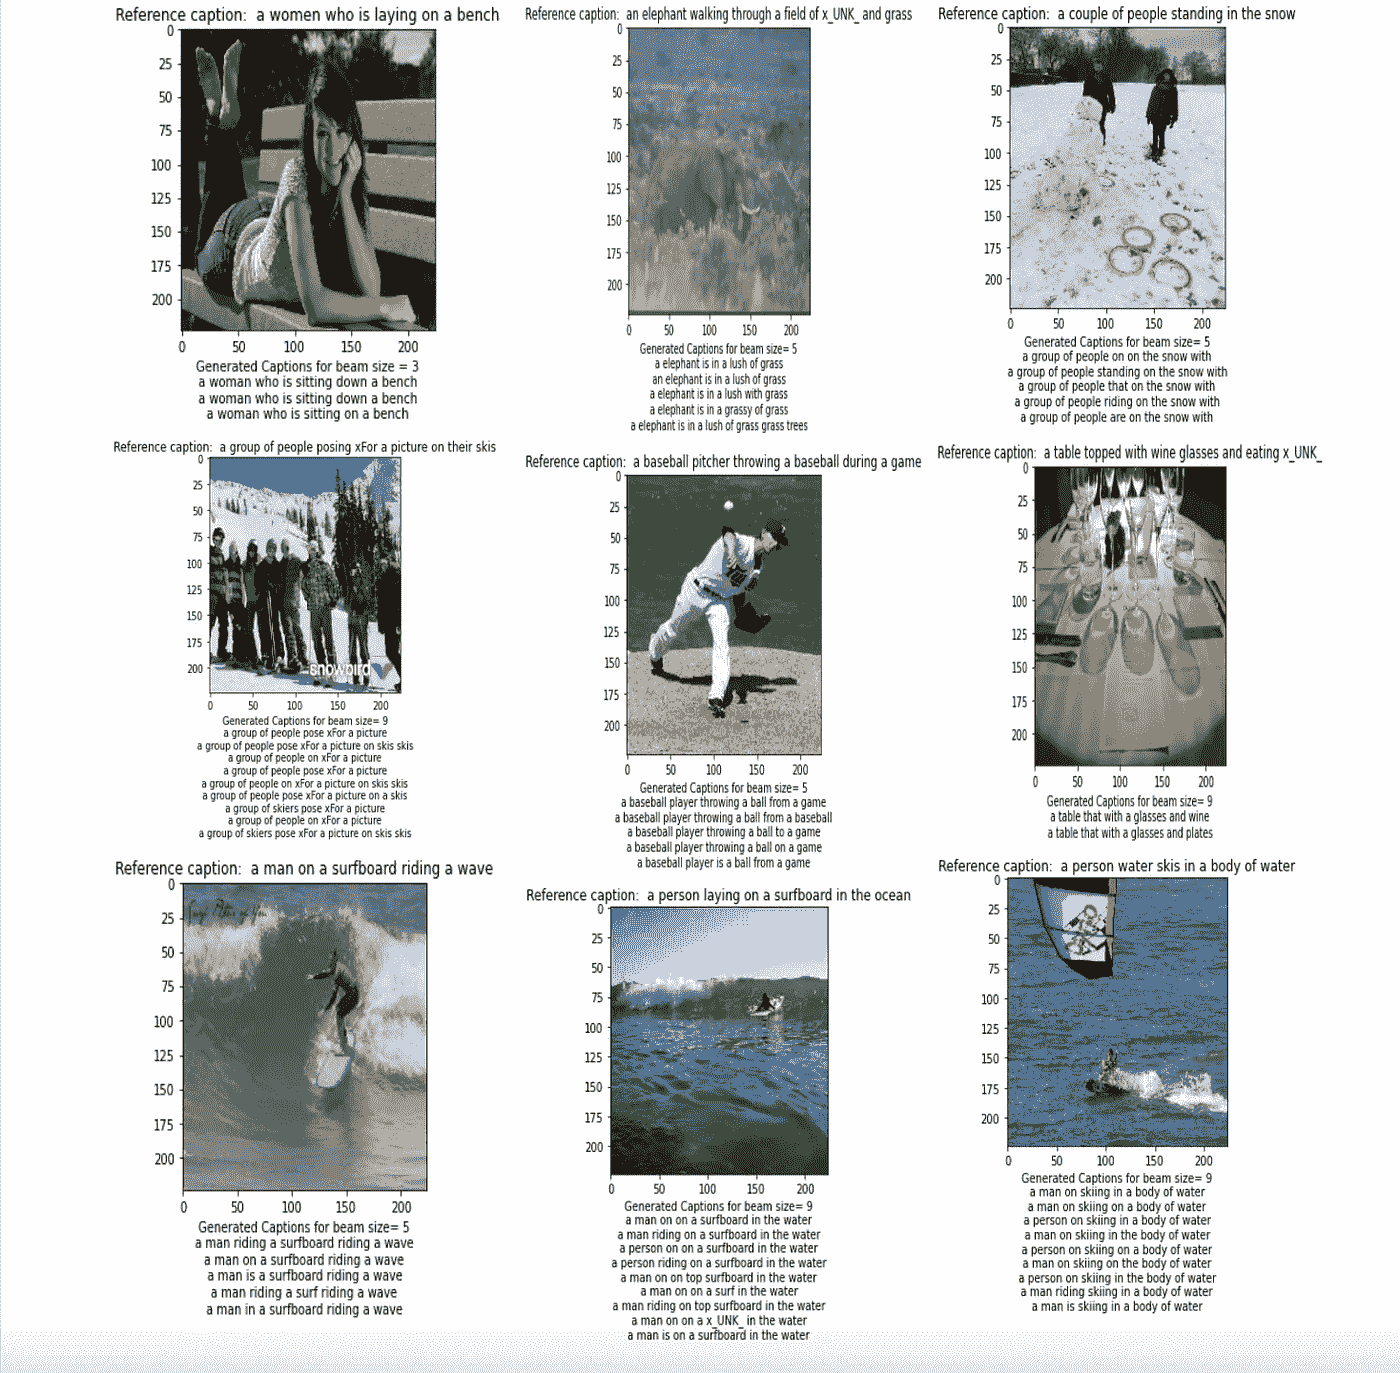 Reference caption:  a women who is laying on a bench
0
25
50
75
100
125
150
175
200
0 50 100 150 200
Generated Captions for beam size = 3
a woman who is sitting down a bench
a woman who is sitting down a bench
a woman who is sitting on a bench
Reference caption:  an elephant walking through a field of x_UNK_ and grass
0
25
50
75
100
125
150
175
200
0 50 100 150 200
Generated Captions for beam size= 5
a elephant is in a lush of grass
an elephant is in a lush of grass
a elephant is in a lush with grass
a elephant is in a grassy of grass
a elephant is in a lush of grass grass trees
Reference caption:  a couple of people standing in the snow
0
25
50
75
100
125
150
175
200
0 50 100 150 200
Generated Captions for beam size= 5
a group of people on on the snow with
a group of people standing on the snow with
a group of people that on the snow with
a group of people riding on the snow with
a group of people are on the snow with
Reference caption:  a group of people posing xFor a picture on their skis
0
25
50
75
100
125
150
175
200
snowbird
0 50 100 150 200
Generated Captions for beam size= 9
a group of people pose xFor a picture
a group of people pose xFor a picture on skis skis
a group of people on xFor a picture
a group of people pose xFor a picture
a group of people on xFor a picture on skis skis
a group of people pose xFor a picture on a skis
a group of skiers pose xFor a picture
a group of people on xFor a picture
a group of skiers pose xFor a picture on skis skis
Reference caption:  a baseball pitcher throwing a baseball during a game
0
25
50
75
100
125
150
175
200
0 50 100 150 200
Generated Captions for beam size= 5
a baseball player throwing a ball from a game
a baseball player throwing a ball from a baseball
a baseball player throwing a ball to a game
a baseball player throwing a ball on a game
a baseball player is a ball from a game
Reference caption:  a table topped with wine glasses and eating x_UNK_
0
25
50
75
100
125
150
175
200
0 50 100 150 200
Generated Captions for beam size= 9
a table that with a glasses and wine
a table that with a glasses and plates
Reference caption:  a man on a surfboard riding a wave
0
25
50
75
100
125
150
175
200
0 50 100 150 200
Generated Captions for beam size= 5
a man riding a surfboard riding a wave
a man on a surfboard riding a wave
a man is a surfboard riding a wave
a man riding a surf riding a wave
a man in a surfboard riding a wave
Reference caption:  a person laying on a surfboard in the ocean
0
25
50
75
100
125
150
175
200
0 50 100 150 200
Generated Captions for beam size= 9
a man on on a surfboard in the water
a man riding on a surfboard in the water
a person on on a surfboard in the water
a person riding on a surfboard in the water
a man on on top surfboard in the water
a man on on a surf in the water
a man riding on top surfboard in the water
a man on on a x_UNK_ in the water
a man is on a surfboard in the water
Reference caption:  a person water skis in a body of water
0
25
50
75
100
125
150
175
200
0 50 100 150 200
Generated Captions for beam size= 9
a man on skiing in a body of water
a man on skiing on a body of water
a person on skiing in a body of water
a man on skiing in the body of water
a person on skiing on a body of water
a man on skiing on the body of water
a person on skiing in the body of water
a man riding skiing in a body of water
a man is skiing in a body of water